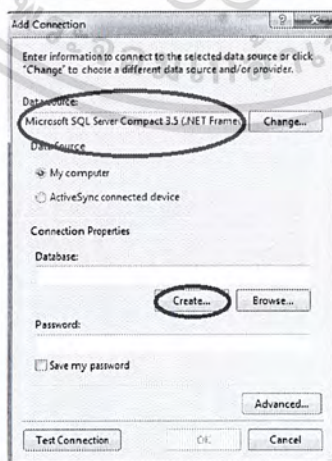 Add Connection
Enter information to connect to the selected data source or click
"Change" to choose a different data source and/or provider.
Data source:
Microsoft SQL Server Compact 3.5 (.NET Framew Change...
Data Source
My computer
ActiveSync connected device
Connection Properties
Database:
Create... Browse...
Password:
Save my password
Advanced...
Test Connection OK Cancel